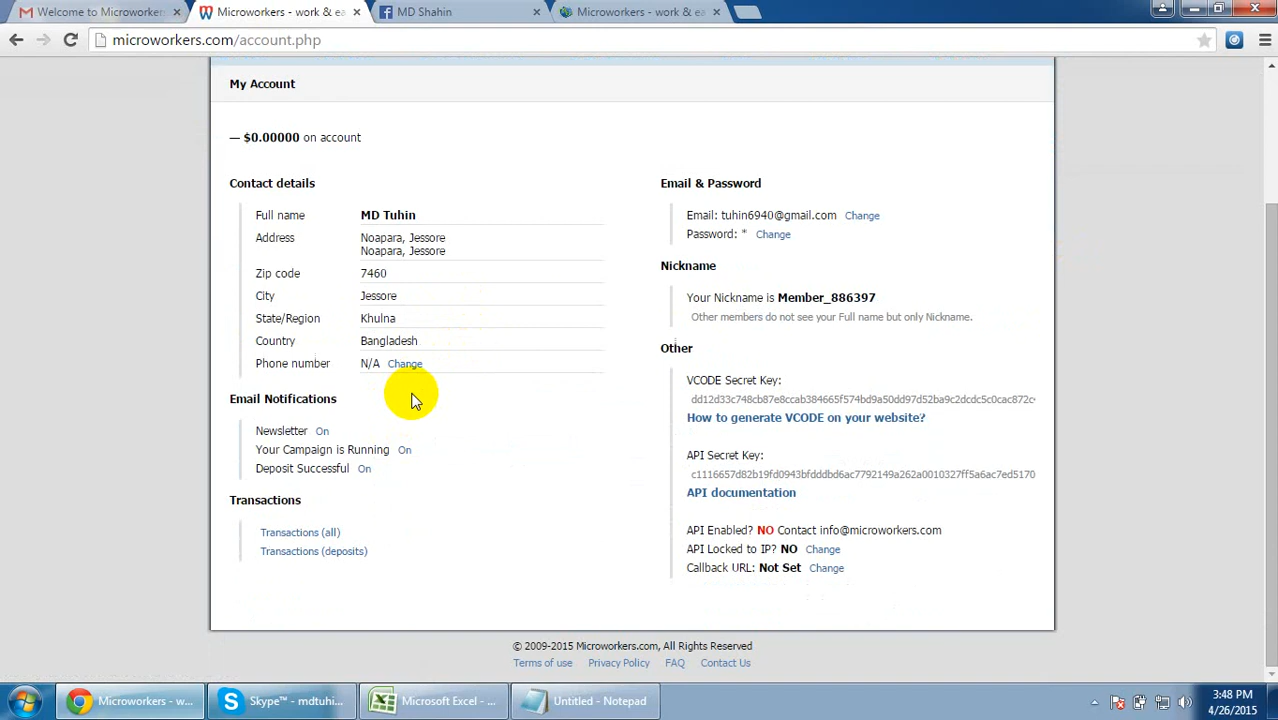 Welcome to Microworkers
Microworkers - work & ea
MD Shahin
Microworkers - work & ea
microworkers.com/account.php
My Account
— $0.00000 on account
Contact details
Full name MD Tuhin
Address Noapara, Jessore
Noapara, Jessore
Zip code 7460
City Jessore
State/Region Khulna
Country Bangladesh
Phone number N/A Change
Email Notifications
Newsletter On
Your Campaign is Running On
Deposit Successful On
Transactions
Transactions (all)
Transactions (deposits)
Email & Password
Email: tuhin6940@gmail.com Change
Password: * Change
Nickname
Your Nickname is Member_886397
Other members do not see your Full name but only Nickname.
Other
VCODE Secret Key:
dd12d33c748cb87e8ccab384665f574bd9a50dd97d52ba9c2dcdc5c0cac872c
How to generate VCODE on your website?
API Secret Key:
c1116657d82b19fd0943bfdddbd6ac7792149a262a0010327ff5a6ac7ed5170
API documentation
API Enabled? NO Contact info@microworkers.com
API Locked to IP? NO Change
Callback URL: Not Set Change
© 2009-2015 Microworkers.com, All Rights Reserved
Terms of use Privacy Policy FAQ Contact Us
Microworkers - w...
Skype™ - mdtuhi...
Microsoft Excel - ...
Untitled - Notepad
3:48 PM
4/26/2015